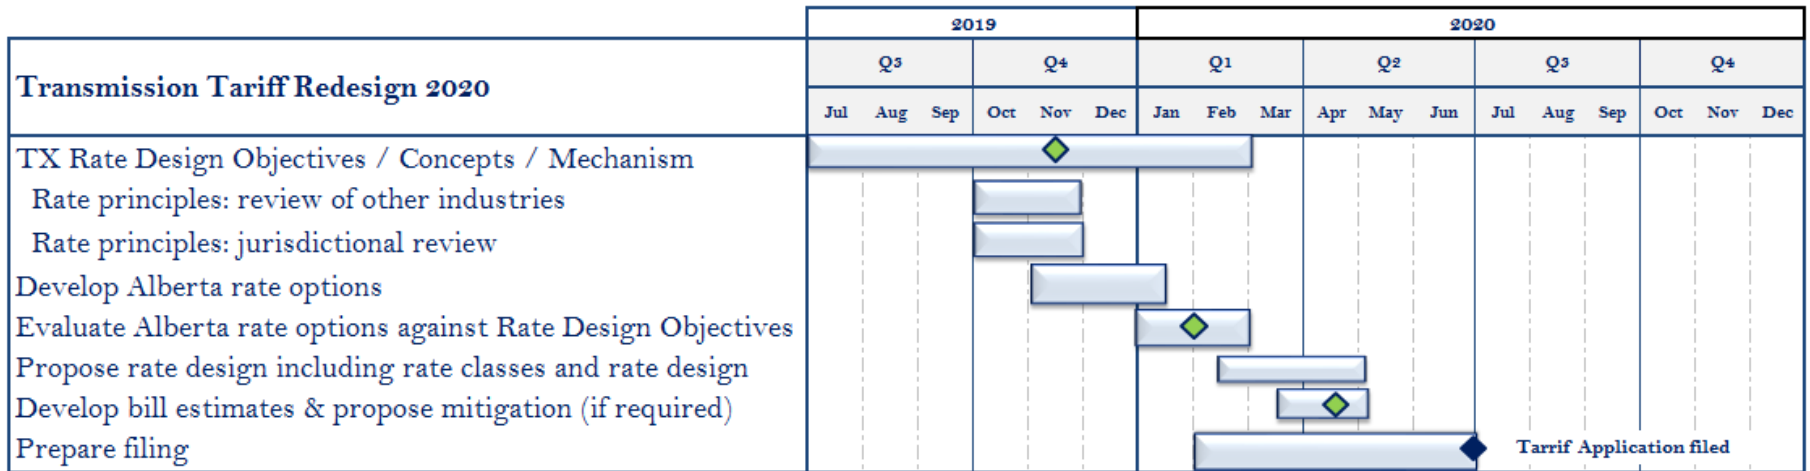 2019 2020
Q3 Q4 Q1 Q2 Q3 Q4
Transmission Tariff Redesign 2020
Jul Aug Sep Oct Nov Dec Jan Feb Mar Apr May Jun Jul Aug Sep Oct Nov Dec
TX Rate Design Objectives / Concepts / Mechanism
Rate principles: review of other industries
Rate principles: jurisdictional review
Develop Alberta rate options
Evaluate Alberta rate options against Rate Design Objectives
Propose rate design including rate classes and rate design
Develop bill estimates & propose mitigation (if required)
Prepare filing Tarrif Application filed